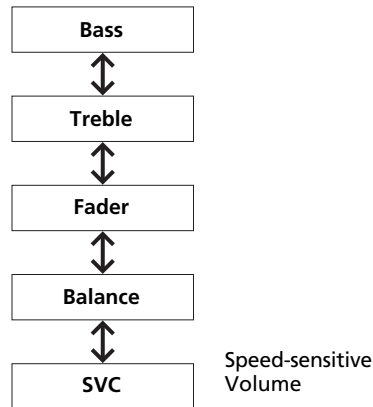 Bass
Treble
Fader
Balance
SVC
Speed-sensitive
Volume